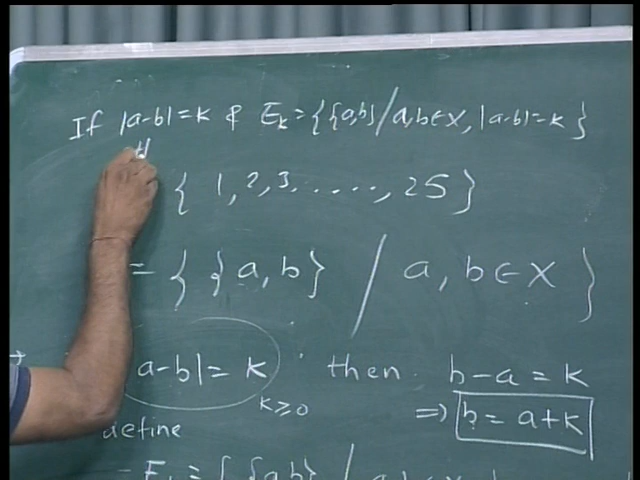 If |a-b|=K & E_K={{a,b}/a,b∈X, |a-b|=K}
{ 1, 2, 3, ....., 25 }
= { {a, b} / a, b ∈ X }
a-b| = K then b-a = K
K≥0 ⇒ b = a+K
define